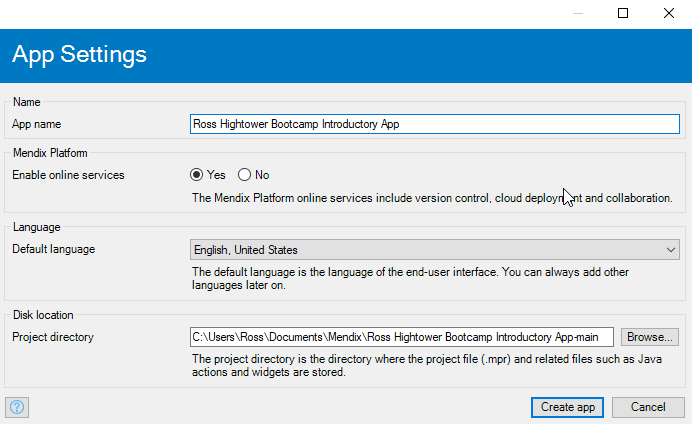 App Settings
Name
App name
Ross Hightower Bootcamp Introductory App
Mendix Platform
Enable online services
Yes
No
The Mendix Platform online services include version control, cloud deployment and collaboration.
Language
Default language
English, United States
The default language is the language of the end-user interface. You can always add other
languages later on.
Disk location
Project directory
C:\Users\Ross\Documents\Mendix\Ross Hightower Bootcamp Introductory App-main
Browse...
The project directory is the directory where the project file (.mpr) and related files such as Java
actions and widgets are stored.
?
Create app
Cancel